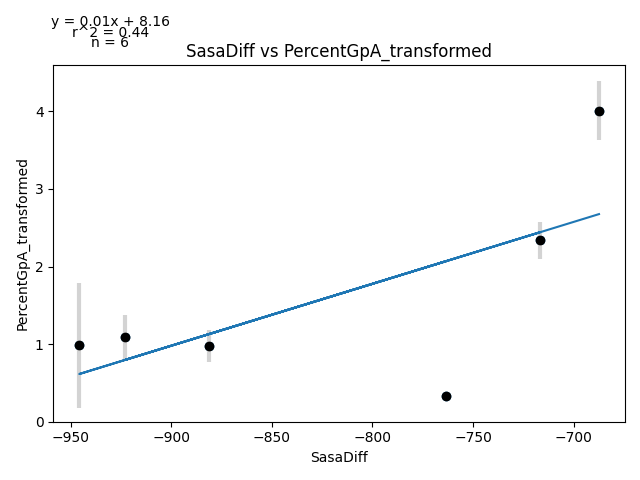 y = 0.01x + 8.16
r^2 = 0.44
n = 6
SasaDiff vs PercentGpA_transformed
PercentGpA_transformed
4
3
2
1
0
−950
−900
−850
−800
−750
−700
SasaDiff